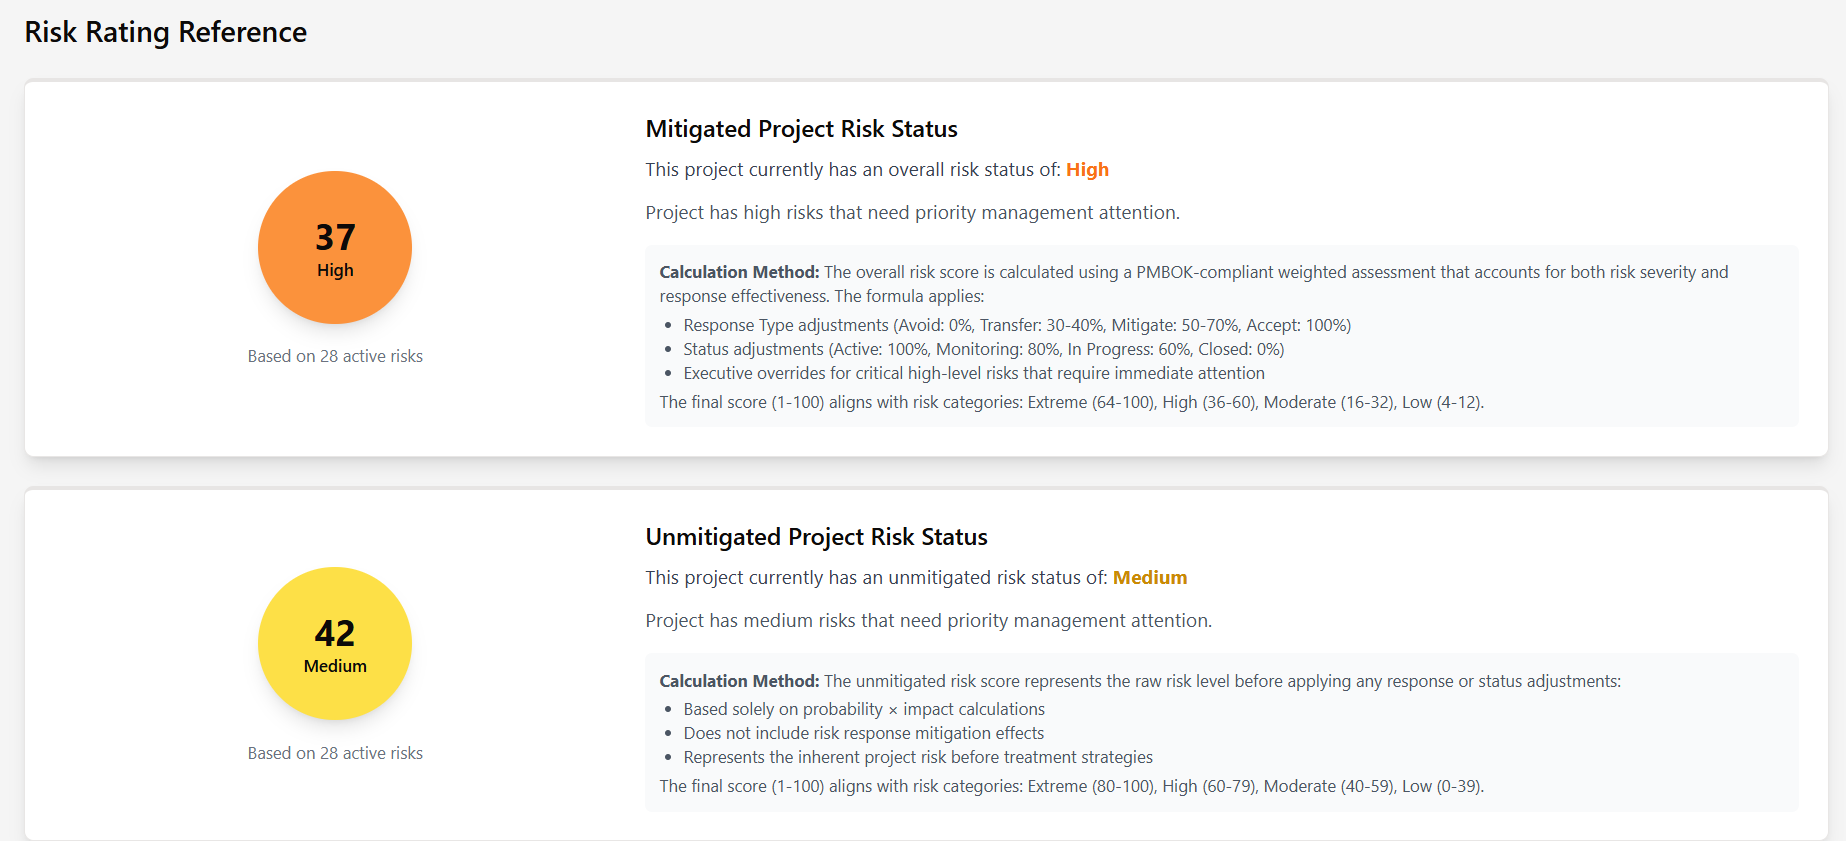 Risk Rating Reference
37
High
Based on 28 active risks
Mitigated Project Risk Status
This project currently has an overall risk status of: High
Project has high risks that need priority management attention.
Calculation Method: The overall risk score is calculated using a PMBOK-compliant weighted assessment that accounts for both risk severity and
response effectiveness. The formula applies:
• Response Type adjustments (Avoid: 0%, Transfer: 30-40%, Mitigate: 50-70%, Accept: 100%)
• Status adjustments (Active: 100%, Monitoring: 80%, In Progress: 60%, Closed: 0%)
• Executive overrides for critical high-level risks that require immediate attention
The final score (1-100) aligns with risk categories: Extreme (64-100), High (36-60), Moderate (16-32), Low (4-12).
42
Medium
Based on 28 active risks
Unmitigated Project Risk Status
This project currently has an unmitigated risk status of: Medium
Project has medium risks that need priority management attention.
Calculation Method: The unmitigated risk score represents the raw risk level before applying any response or status adjustments:
• Based solely on probability × impact calculations
• Does not include risk response mitigation effects
• Represents the inherent project risk before treatment strategies
The final score (1-100) aligns with risk categories: Extreme (80-100), High (60-79), Moderate (40-59), Low (0-39).